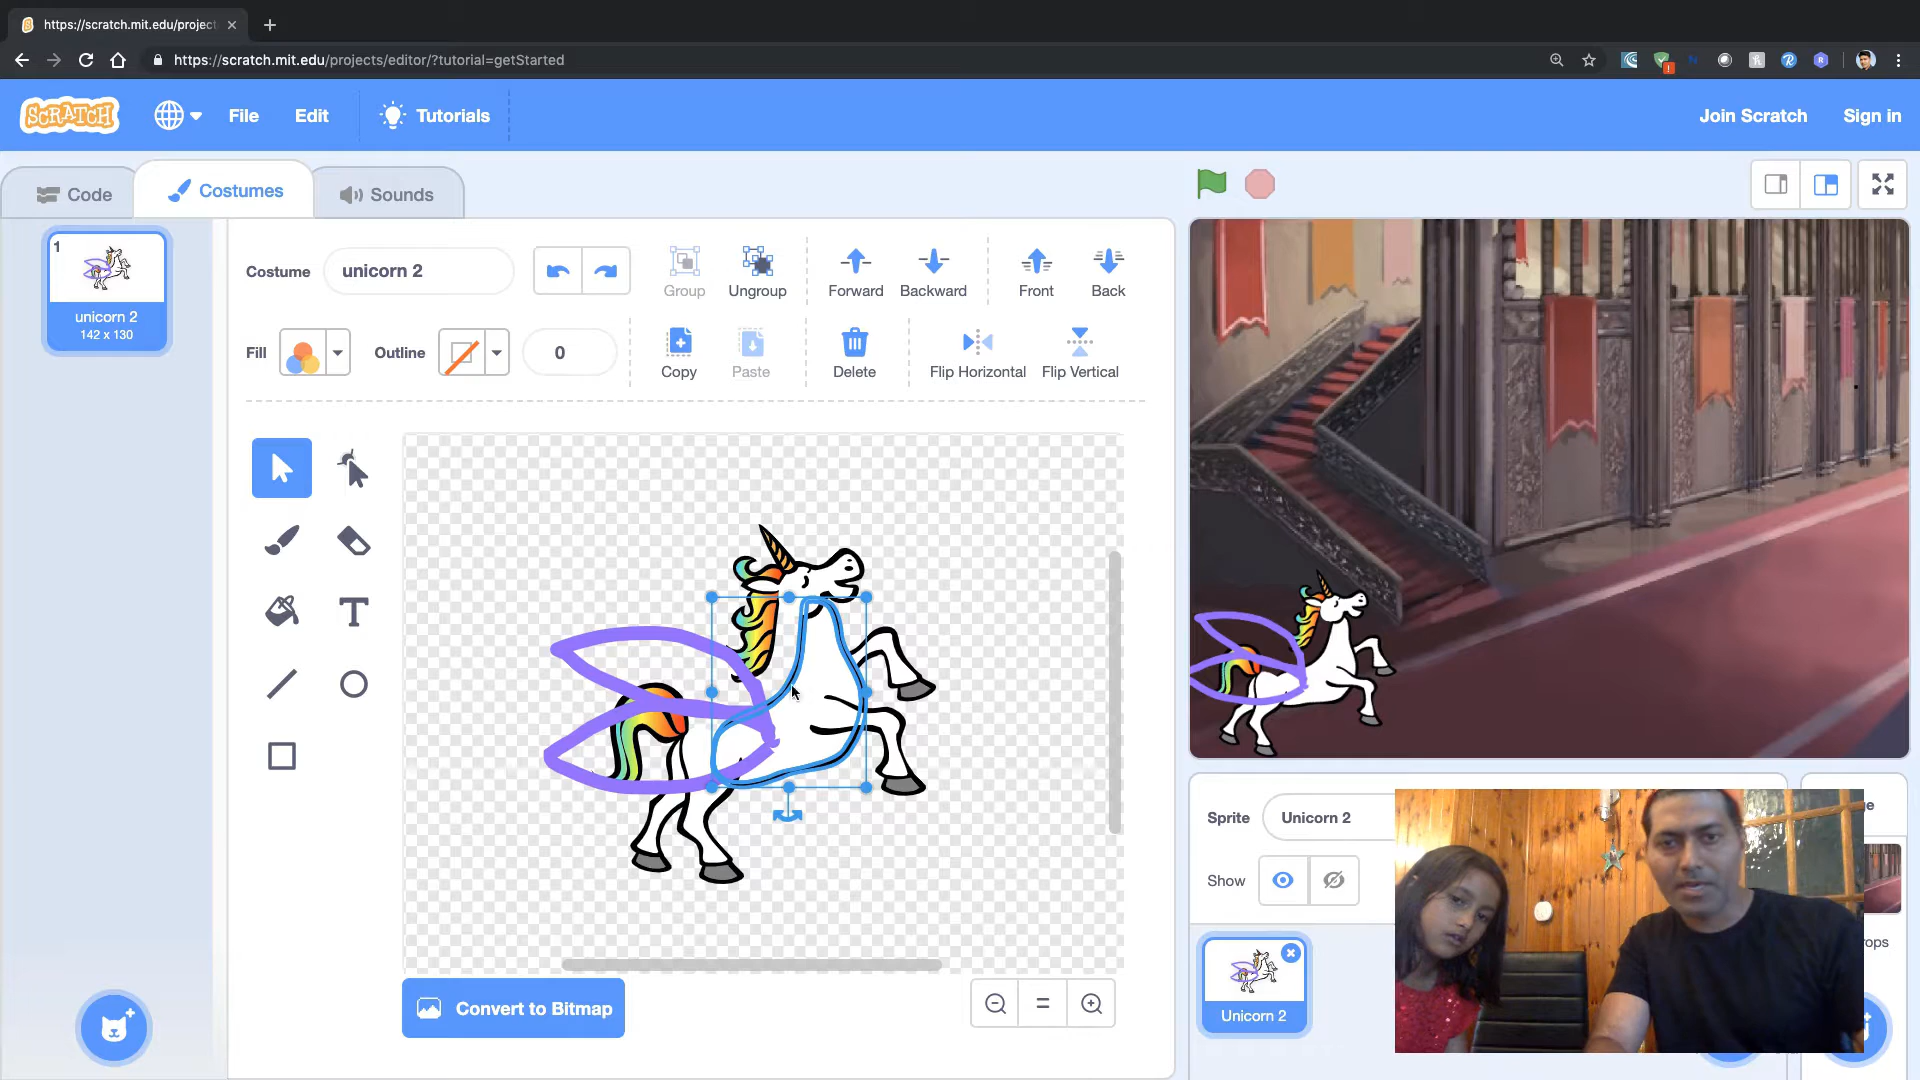 https://scratch.mit.edu/project
https://scratch.mit.edu/projects/editor/?tutorial=getStarted
SCRATCH
File
Edit
Tutorials
Join Scratch
Sign in
Code
Costumes
Sounds
1
unicorn 2
142 x 130
Costume
unicorn 2
Group
Ungroup
Forward
Backward
Front
Back
Fill
Outline
0
Copy
Paste
Delete
Flip Horizontal
Flip Vertical
T
Convert to Bitmap
Sprite
Unicorn 2
Show
Unicorn 2